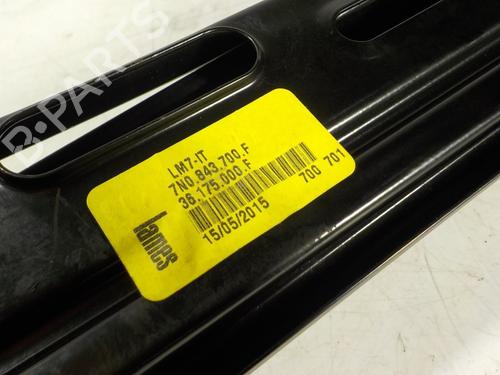 B-PARTS
LM7-IT
7N0.843.700.F
36.175.000.F
15/05/2015
700 701
Lames